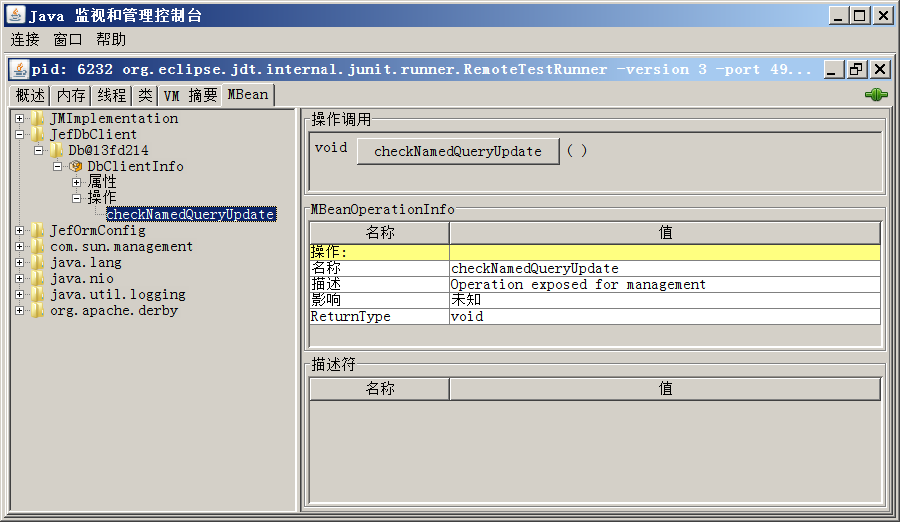 Java 监视和管理控制台
连接 窗口 帮助
pid: 6232 org.eclipse.jdt.internal.junit.runner.RemoteTestRunner -version 3 -port 49...
概述 内存 线程 类 VM 摘要 MBean
JMImplementation
JefDbClient
Db@13fd214
DbClientInfo
属性
操作
checkNamedQueryUpdate
JefOrmConfig
com.sun.management
java.lang
java.nio
java.util.logging
org.apache.derby
操作调用
void checkNamedQueryUpdate ( )
MBeanOperationInfo
名称 值
操作:
名称 checkNamedQueryUpdate
描述 Operation exposed for management
影响 未知
ReturnType void
描述符
名称 值